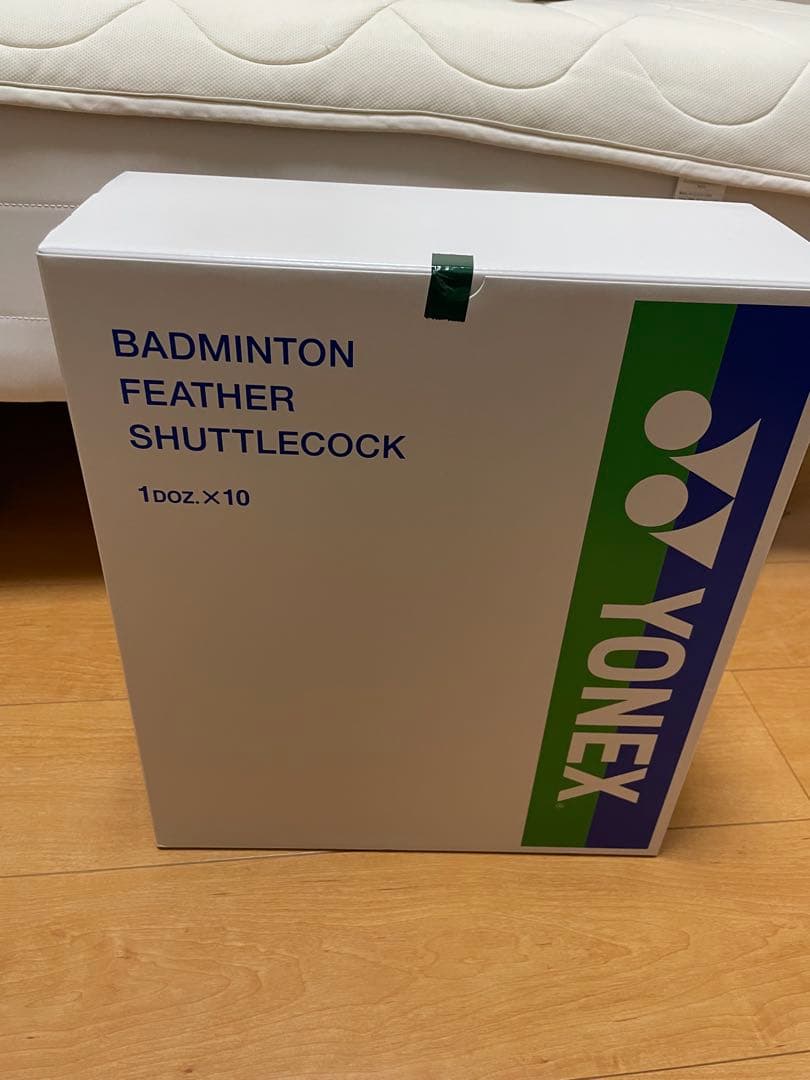 BADMINTON
FEATHER
SHUTTLECOCK
1DOZ.×10
YONEX